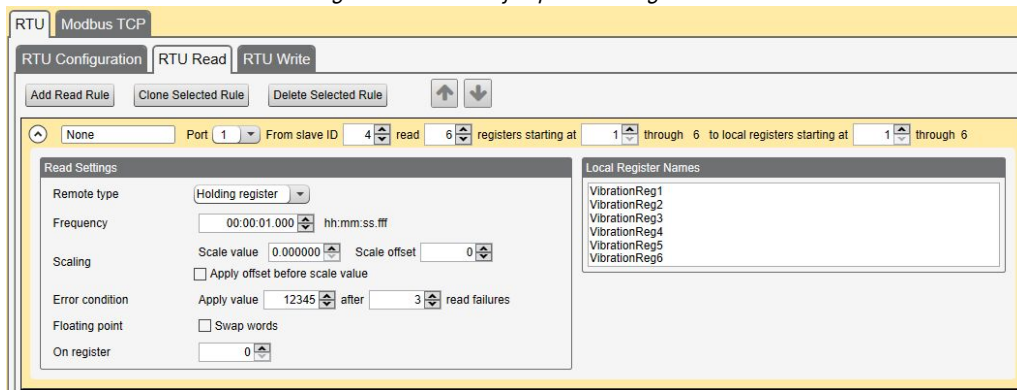 RTU Modbus TCP
RTU Configuration RTU Read RTU Write
Add Read Rule Clone Selected Rule Delete Selected Rule
None Port 1 From slave ID 4 read 6 registers starting at 1 through 6 to local registers starting at 1 through 6
Read Settings
Remote type Holding register
Frequency 00:00:01.000 hh:mm:ss.fff
Scaling Scale value 0.000000 Scale offset 0
Apply offset before scale value
Error condition Apply value 12345 after 3 read failures
Floating point Swap words
On register 0
Local Register Names
VibrationReg1
VibrationReg2
VibrationReg3
VibrationReg4
VibrationReg5
VibrationReg6